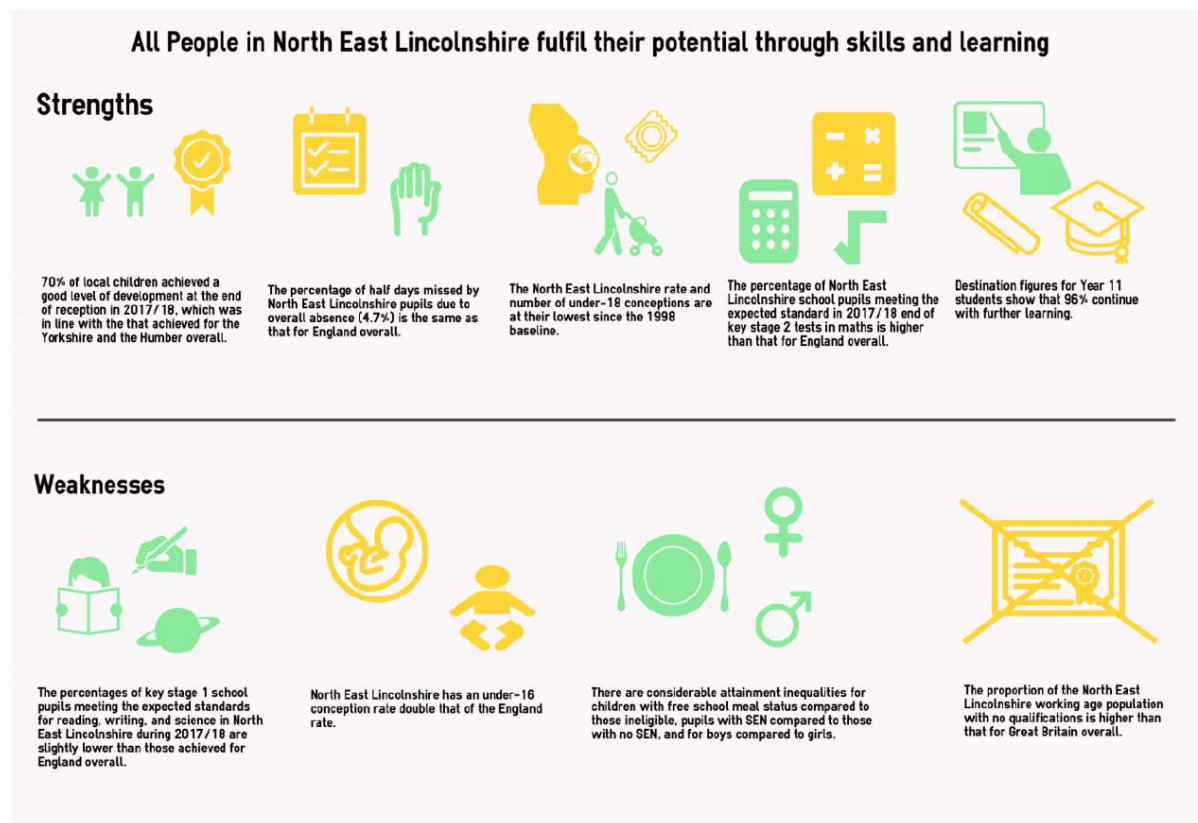 All People in North East Lincolnshire fulfil their potential through skills and learning
Strengths
70% of local children achieved a
good level of development at the end
of reception in 2017/18, which was
in line with the that achieved for the
Yorkshire and the Humber overall.
The percentage of half days missed by
North East Lincolnshire pupils due to
overall absence (4.7%) is the same as
that for England overall.
The North East Lincolnshire rate and
number of under-18 conceptions are
at their lowest since the 1998
baseline.
The percentage of North East
Lincolnshire school pupils meeting the
expected standard in 2017/18 end of
key stage 2 tests in maths is higher
than that for England overall.
Destination figures for Year 11
students show that 96% continue
with further learning.
Weaknesses
The percentages of key stage 1 school
pupils meeting the expected standards
for reading, writing, and science in North
East Lincolnshire during 2017/18 are
slightly lower than those achieved for
England overall.
North East Lincolnshire has an under-16
conception rate double that of the England
rate.
There are considerable attainment inequalities for
children with free school meal status compared to
those ineligible, pupils with SEN compared to those
with no SEN, and for boys compared to girls.
The proportion of the North East
Lincolnshire working age population
with no qualifications is higher than
that for Great Britain overall.